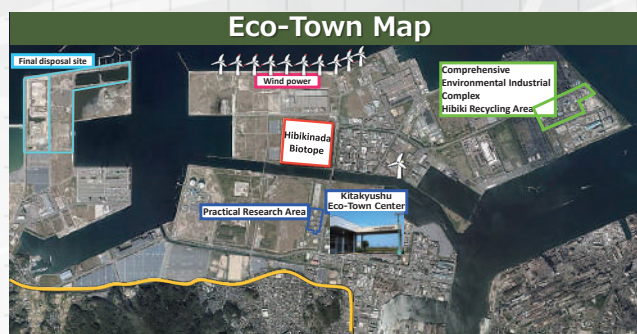 Eco-Town Map
Final disposal site
Wind power
Comprehensive
Environmental Industrial
Complex
Hibiki Recycling Area
Hibikinada
Biotope
Kitakyushu
Eco-Town Center
Practical Research Area